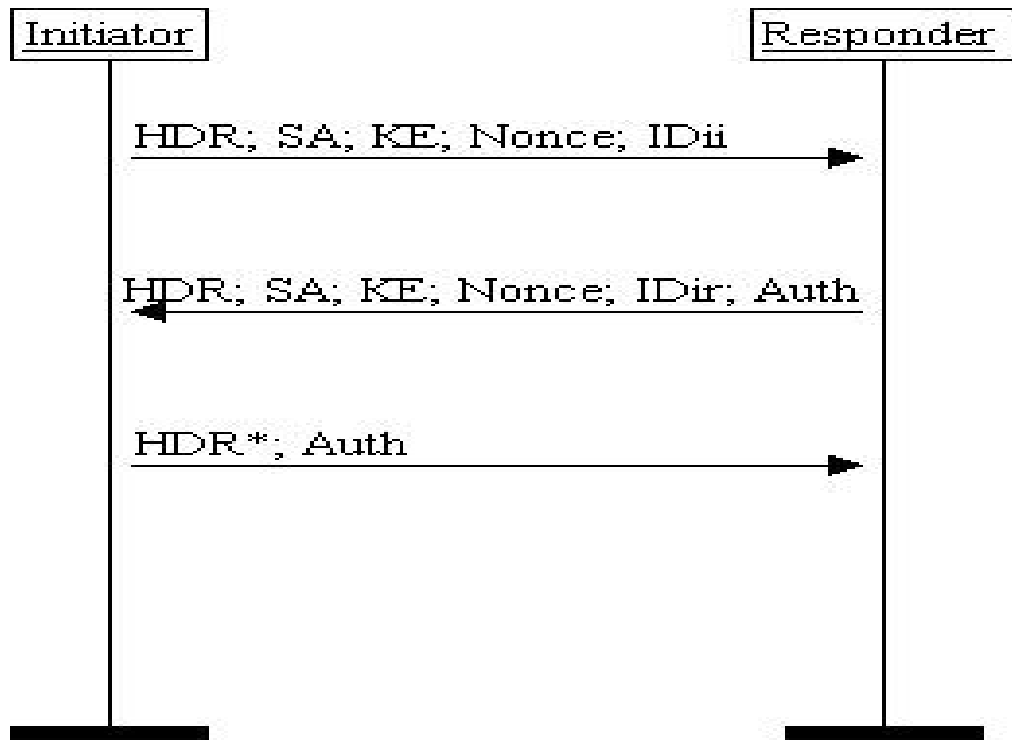 Initiator
Responder
HDR; SA; KE; Nonce; IDii
HDR; SA; KE; Nonce; IDir; Auth
HDR*; Auth